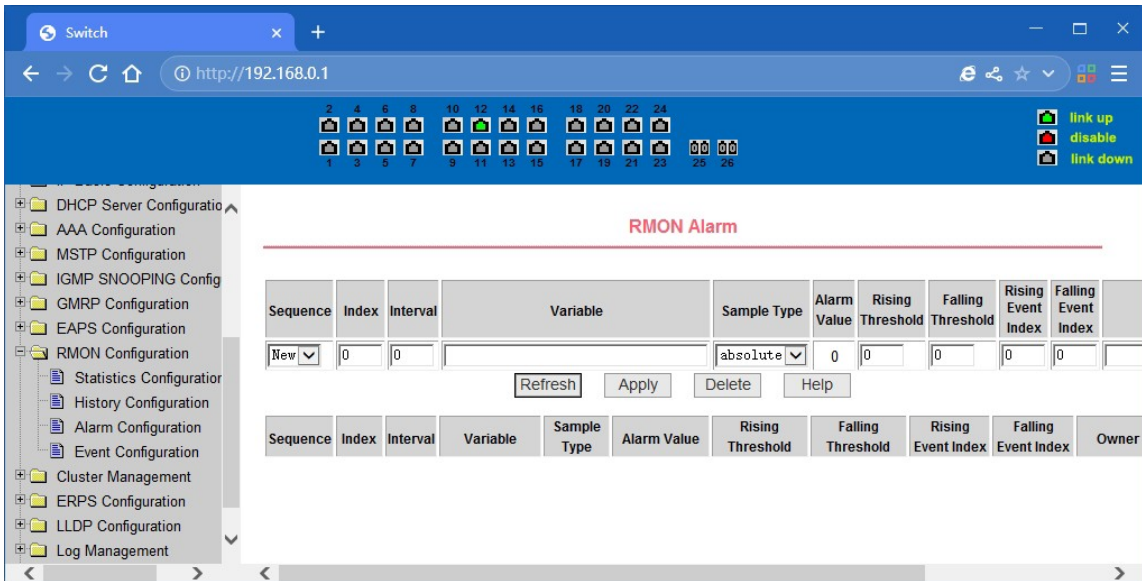 Switch
http://192.168.0.1
2 4 6 8 10 12 14 16 18 20 22 24
1 3 5 7 9 11 13 15 17 19 21 23 25 26
link up
disable
link down
DHCP Server Configuratio
AAA Configuration
MSTP Configuration
IGMP SNOOPING Config
GMRP Configuration
EAPS Configuration
RMON Configuration
Statistics Configuration
History Configuration
Alarm Configuration
Event Configuration
Cluster Management
ERPS Configuration
LLDP Configuration
Log Management
RMON Alarm
Sequence Index Interval Variable Sample Type Alarm Value Rising Threshold Falling Threshold Rising Event Index Falling Event Index
New 0 0 absolute 0 0 0 0 0
Refresh Apply Delete Help
Sequence Index Interval Variable Sample Type Alarm Value Rising Threshold Falling Threshold Rising Event Index Falling Event Index Owner